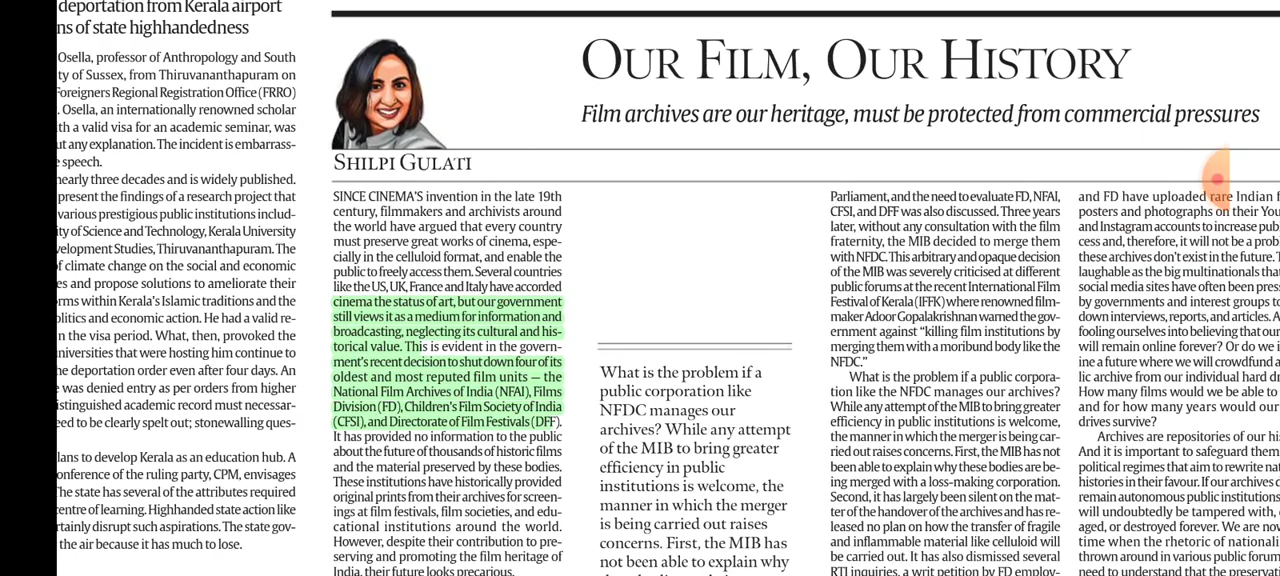 deportation from Kerala airport
ns of state highhandedness
Osella, professor of Anthropology and South
ty of Sussex, from Thiruvananthapuram on
Foreigners Regional Registration Office (FRRO)
. Osella, an internationally renowned scholar
th a valid visa for an academic seminar, was
ut any explanation. The incident is embarrass-
e speech.
nearly three decades and is widely published.
present the findings of a research project that
various prestigious public institutions includ-
ity of Science and Technology, Kerala University
velopment Studies, Thiruvananthapuram. The
of climate change on the social and economic
es and propose solutions to ameliorate their
rms within Kerala's Islamic traditions and the
olitics and economic action. He had a valid re-
n the visa period. What, then, provoked the
universities that were hosting him continue to
he deportation order even after four days. An
e was denied entry as per orders from higher
istinguished academic record must necessar-
eed to be clearly spelt out; stonewalling ques-
lans to develop Kerala as an education hub. A
onference of the ruling party, CPM, envisages
The state has several of the attributes required
centre of learning. Highhanded state action like
rtainly disrupt such aspirations. The state gov-
the air because it has much to lose.
OUR FILM, OUR HISTORY
Film archives are our heritage, must be protected from commercial pressures
SHILPI GULATI
SINCE CINEMA'S invention in the late 19th
century, filmmakers and archivists around
the world have argued that every country
must preserve great works of cinema, espe-
cially in the celluloid format, and enable the
public to freely access them. Several countries
like the US, UK, France and Italy have accorded
cinema the status of art, but our government
still views it as a medium for information and
broadcasting, neglecting its cultural and his-
torical value. This is evident in the govern-
ment's recent decision to shut down four of its
oldest and most reputed film units — the
National Film Archives of India (NFAI), Films
Division (FD), Children's Film Society of India
(CFSI), and Directorate of Film Festivals (DFF).
It has provided no information to the public
about the future of thousands of historic films
and the material preserved by these bodies.
These institutions have historically provided
original prints from their archives for screen-
ings at film festivals, film societies, and edu-
cational institutions around the world.
However, despite their contribution to pre-
serving and promoting the film heritage of
India, their future looks precarious.
What is the problem if a
public corporation like
NFDC manages our
archives? While any attempt
of the MIB to bring greater
efficiency in public
institutions is welcome, the
manner in which the merger
is being carried out raises
concerns. First, the MIB has
not been able to explain why
Parliament, and the need to evaluate FD, NFAI,
CFSI, and DFF was also discussed. Three years
later, without any consultation with the film
fraternity, the MIB decided to merge them
with NFDC. This arbitrary and opaque decision
of the MIB was severely criticised at different
public forums at the recent International Film
Festival of Kerala (IFFK) where renowned film-
maker Adoor Gopalakrishnan warned the gov-
ernment against “killing film institutions by
merging them with a moribund body like the
NFDC.”
What is the problem if a public corpora-
tion like the NFDC manages our archives?
While any attempt of the MIB to bring greater
efficiency in public institutions is welcome,
the manner in which the merger is being car-
ried out raises concerns. First, the MIB has not
been able to explain why these bodies are be-
ing merged with a loss-making corporation.
Second, it has largely been silent on the mat-
ter of the handover of the archives and has re-
leased no plan on how the transfer of fragile
and inflammable material like celluloid will
be carried out. It has also dismissed several
RTI inquiries, a writ petition by FD employ-
and FD have uploaded rare Indian f
posters and photographs on their You
and Instagram accounts to increase pub
cess and, therefore, it will not be a prob
these archives don't exist in the future. T
laughable as the big multinationals tha
social media sites have often been press
by governments and interest groups to
down interviews, reports, and articles. A
fooling ourselves into believing that our
will remain online forever? Or do we i
ine a future where we will crowdfund a
lic archive from our individual hard dr
How many films would we be able to
and for how many years would our
drives survive?
Archives are repositories of our his
And it is important to safeguard them
political regimes that aim to rewrite nat
histories in their favour. If our archives d
remain autonomous public institutions
will undoubtedly be tampered with,
aged, or destroyed forever. We are now
time when the rhetoric of nationali
thrown around in various public forum
need to understand that the preservati